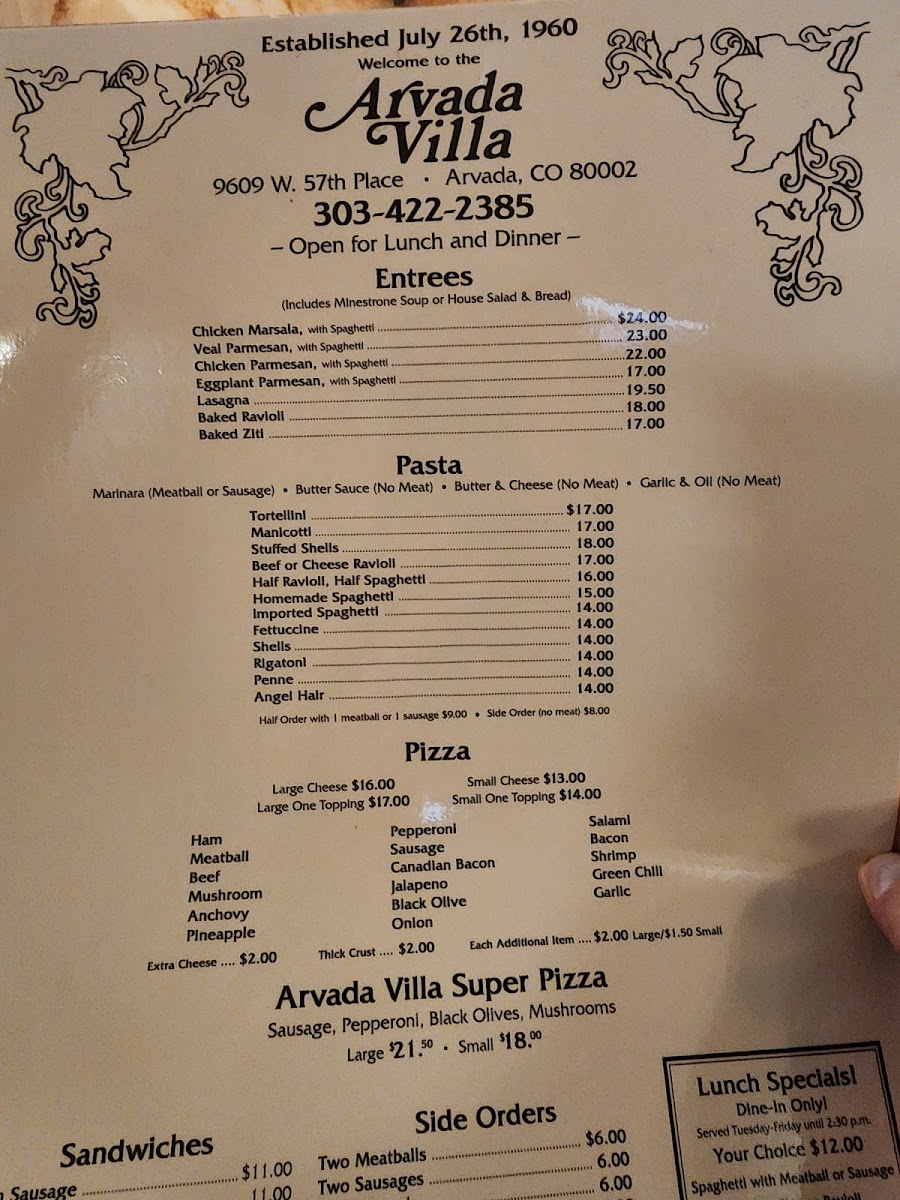 Established July 26th, 1960
Welcome to the
Arvada
Villa
9609 W. 57th Place • Arvada, CO 80002
303-422-2385
– Open for Lunch and Dinner –
Entrees
(Includes Minestrone Soup or House Salad & Bread)
Chicken Marsala, with Spaghetti ........ $24.00
Veal Parmesan, with Spaghetti ........ 23.00
Chicken Parmesan, with Spaghetti ........ 22.00
Eggplant Parmesan, with Spaghetti ........ 17.00
Lasagna ........ 19.50
Baked Ravioli ........ 18.00
Baked Ziti ........ 17.00
Pasta
Marinara (Meatball or Sausage) • Butter Sauce (No Meat) • Butter & Cheese (No Meat) • Garlic & Oil (No Meat)
Tortellini ........ $17.00
Manicotti ........ 17.00
Stuffed Shells ........ 18.00
Beef or Cheese Ravioli ........ 17.00
Half Ravioli, Half Spaghetti ........ 16.00
Homemade Spaghetti ........ 15.00
Imported Spaghetti ........ 14.00
Fettuccine ........ 14.00
Shells ........ 14.00
Rigatoni ........ 14.00
Penne ........ 14.00
Angel Hair ........ 14.00
Half Order with 1 meatball or 1 sausage $9.00 • Side Order (no meat) $8.00
Pizza
Large Cheese $16.00 Small Cheese $13.00
Large One Topping $17.00 Small One Topping $14.00
Ham Pepperoni Salami
Meatball Sausage Bacon
Beef Canadian Bacon Shrimp
Mushroom Jalapeno Green Chili
Anchovy Black Olive Garlic
Pineapple Onion
Extra Cheese .... $2.00 Thick Crust .... $2.00 Each Additional Item .... $2.00 Large/$1.50 Small
Arvada Villa Super Pizza
Sausage, Pepperoni, Black Olives, Mushrooms
Large $21.50 • Small $18.00
Sandwiches
Sausage ........ $11.00
11.00
Side Orders
Two Meatballs ........ $6.00
Two Sausages ........ 6.00
6.00
Lunch Specials!
Dine-In Only!
Served Tuesday-Friday until 2:30 p.m.
Your Choice $12.00
Spaghetti with Meatball or Sausage
Ravioli